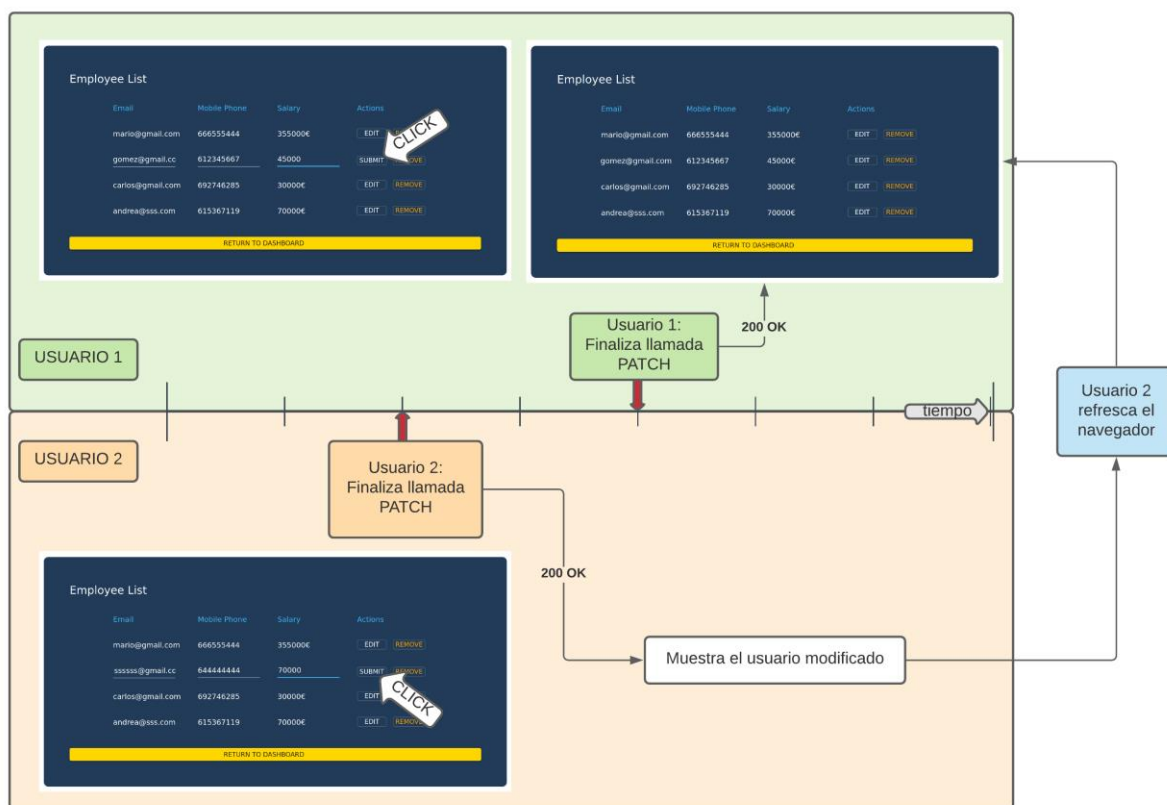 Employee List
Email Mobile Phone Salary Actions
mario@gmail.com 666555444 355000€ EDIT
gomez@gmail.cc 612345667 45000 SUBMIT REMOVE
carlos@gmail.com 692746285 30000€ EDIT REMOVE
andrea@sss.com 615367119 70000€ EDIT REMOVE
RETURN TO DASHBOARD
CLICK
Employee List
Email Mobile Phone Salary Actions
mario@gmail.com 666555444 355000€ EDIT REMOVE
gomez@gmail.com 612345667 45000€ EDIT REMOVE
carlos@gmail.com 692746285 30000€ EDIT REMOVE
andrea@sss.com 615367119 70000€ EDIT REMOVE
RETURN TO DASHBOARD
USUARIO 1
Usuario 1:
Finaliza llamada
PATCH
200 OK
tiempo
Usuario 2
refresca el
navegador
USUARIO 2
Usuario 2:
Finaliza llamada
PATCH
200 OK
Muestra el usuario modificado
Employee List
Email Mobile Phone Salary Actions
mario@gmail.com 666555444 355000€ EDIT REMOVE
ssssss@gmail.cc 644444444 70000 SUBMIT REMOVE
carlos@gmail.com 692746285 30000€ EDIT
andrea@sss.com 615367119 70000€ EDIT REMOVE
RETURN TO DASHBOARD
CLICK